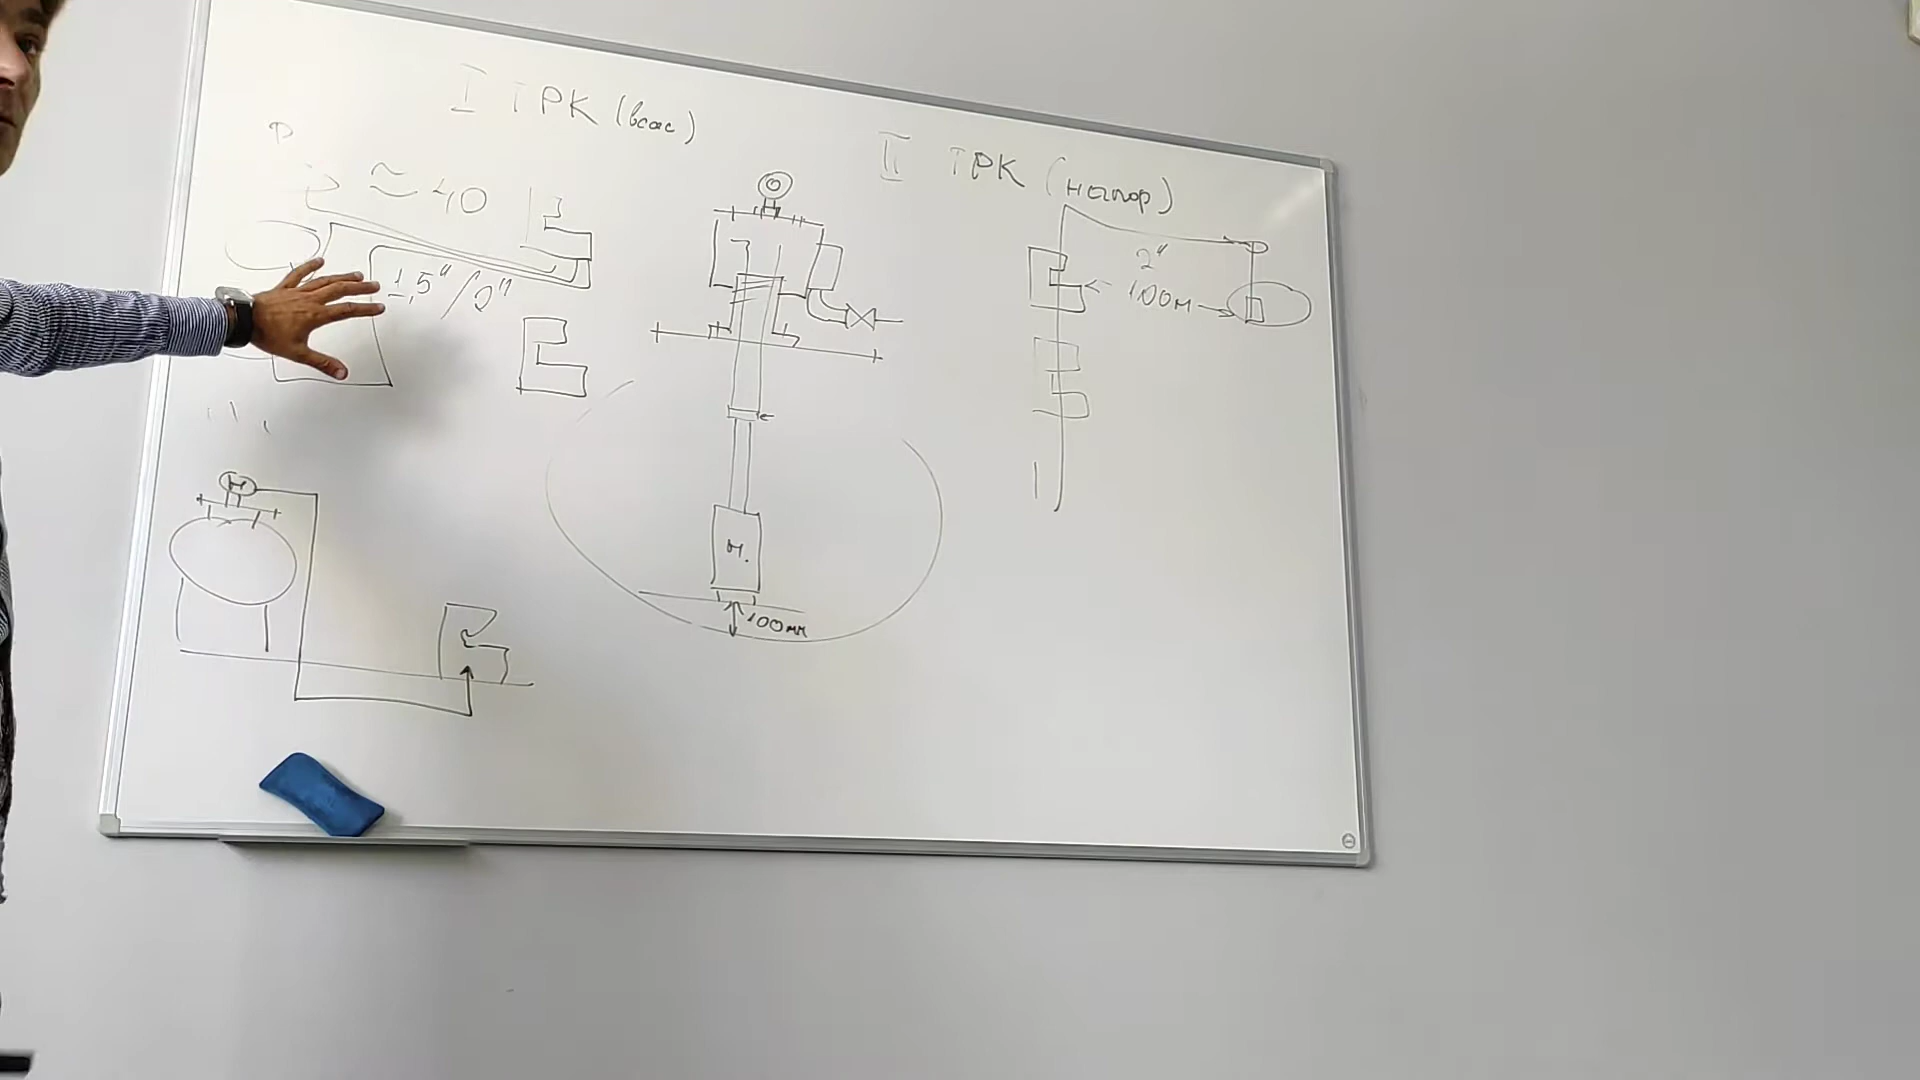 I ТРК (всас)
II ТРК (напор)
≈ 40
1,5"/2"
2"
100м
н
н.
100мм